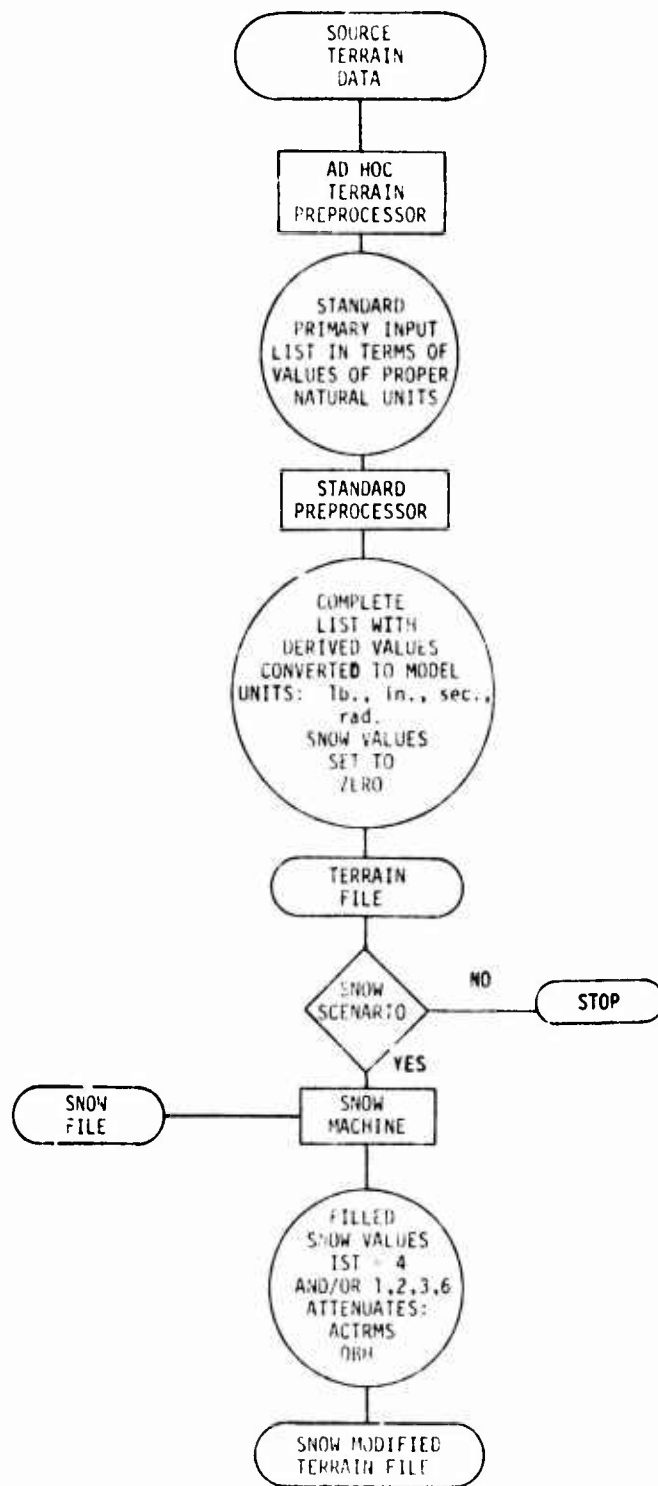 SOURCE
TERRAIN
DATA
AD HOC
TERRAIN
PREPROCESSOR
STANDARD
PRIMARY INPUT
LIST IN TERMS OF
VALUES OF PROPER
NATURAL UNITS
STANDARD
PREPROCESSOR
COMPLETE
LIST WITH
DERIVED VALUES
CONVERTED TO MODEL
UNITS: lb., in., sec.,
rad.
SNOW VALUES
SET TO
ZERO
TERRAIN
FILE
SNOW
SCENARIO
NO
STOP
YES
SNOW
FILE
SNOW
MACHINE
FILLED
SNOW VALUES
IST = 4
AND/OR 1,2,3,6
ATTENUATES:
ACTRMS
OBH
SNOW MODIFIED
TERRAIN FILE